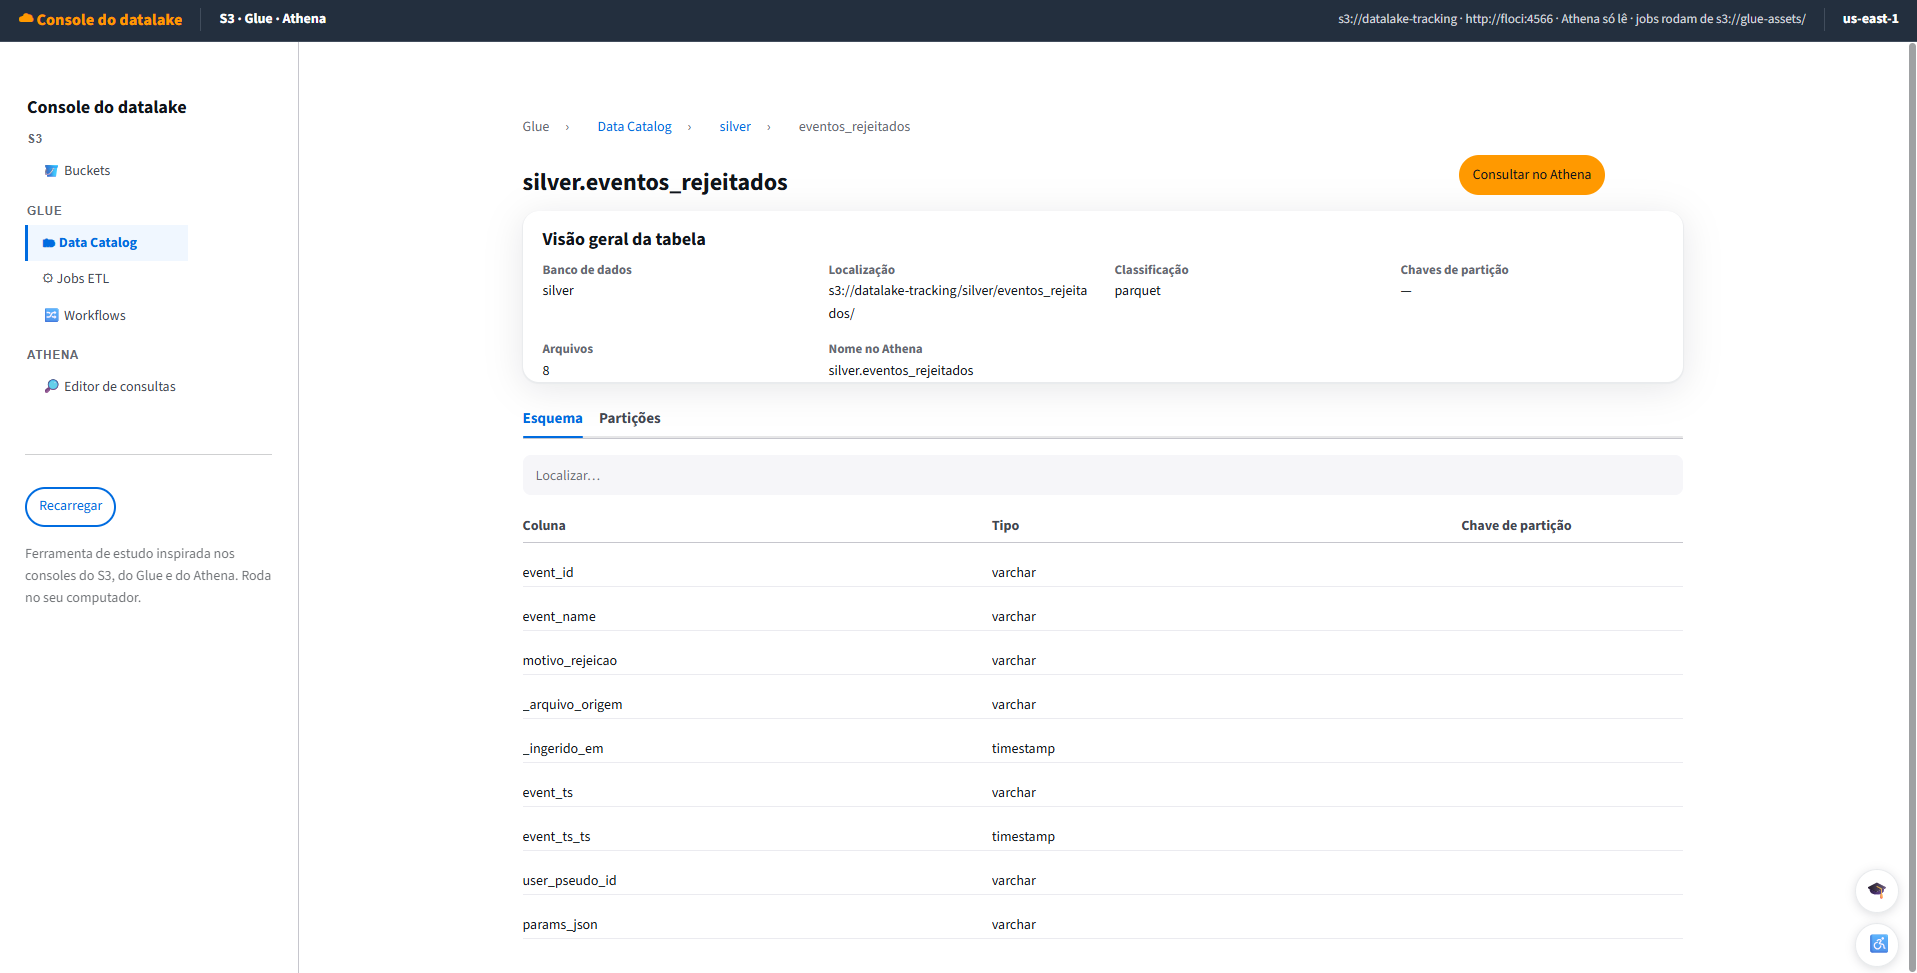 Console do datalake
S3 · Glue · Athena
s3://datalake-tracking · http://floci:4566 · Athena só lê · jobs rodam de s3://glue-assets/
us-east-1
Console do datalake
S3
Buckets
GLUE
Data Catalog
Jobs ETL
Workflows
ATHENA
Editor de consultas
Recarregar
Ferramenta de estudo inspirada nos
consoles do S3, do Glue e do Athena. Roda
no seu computador.
Glue › Data Catalog › silver › eventos_rejeitados
silver.eventos_rejeitados
Consultar no Athena
Visão geral da tabela
Banco de dados
silver
Localização
s3://datalake-tracking/silver/eventos_rejeita
dos/
Classificação
parquet
Chaves de partição
—
Arquivos
8
Nome no Athena
silver.eventos_rejeitados
Esquema Partições
Localizar…
Coluna Tipo Chave de partição
event_id varchar
event_name varchar
motivo_rejeicao varchar
_arquivo_origem varchar
_ingerido_em timestamp
event_ts varchar
event_ts_ts timestamp
user_pseudo_id varchar
params_json varchar